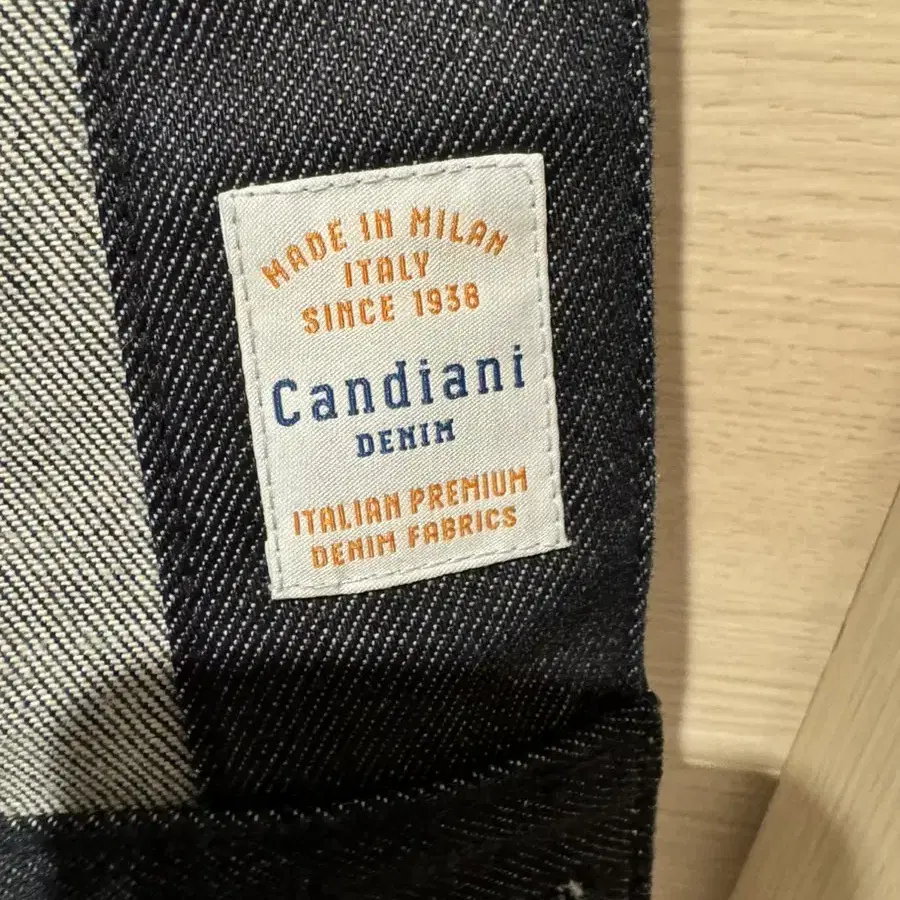 MADE IN MILAN
ITALY
SINCE 1938
Candiani
DENIM
ITALIAN PREMIUM
DENIM FABRICS